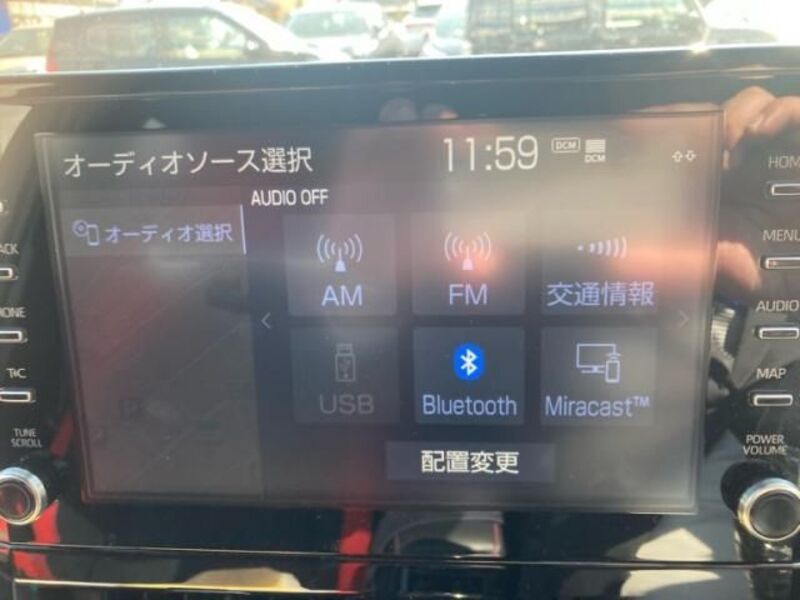 オーディオソース選択
11:59
DCM
DCM
AUDIO OFF
オーディオ選択
AM
FM
交通情報
USB
Bluetooth
Miracast™
配置変更
T&C
TUNE
SCROLL
HOME
MENU
AUDIO
MAP
POWER
VOLUME